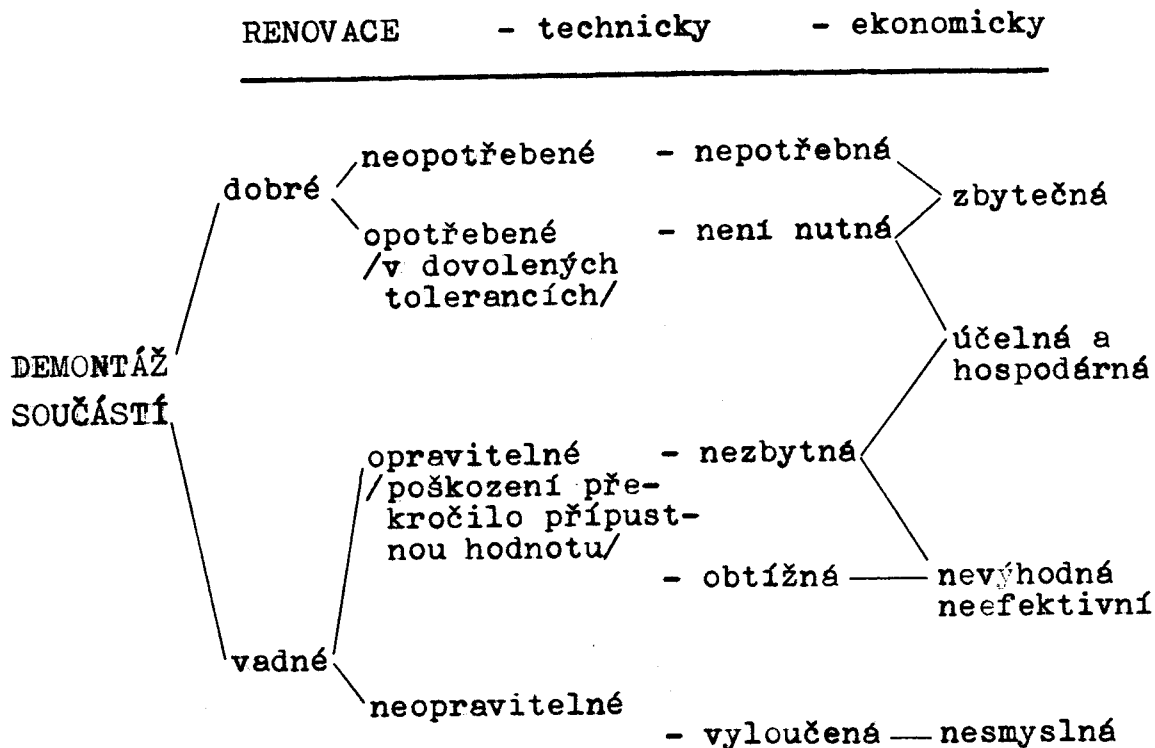 RENOVACE - technicky - ekonomicky
neopotřebené - nepotřebná
dobré zbytečná
opotřebené - není nutná
/v dovolených
tolerancích/
účelná a
DEMONTÁŽ hospodárná
SOUČÁSTÍ
opravitelné - nezbytná
/poškození pře-
kročilo přípust-
nou hodnotu/
- obtížná nevýhodná
neefektivní
vadné
neopravitelné
- vyloučená nesmyslná